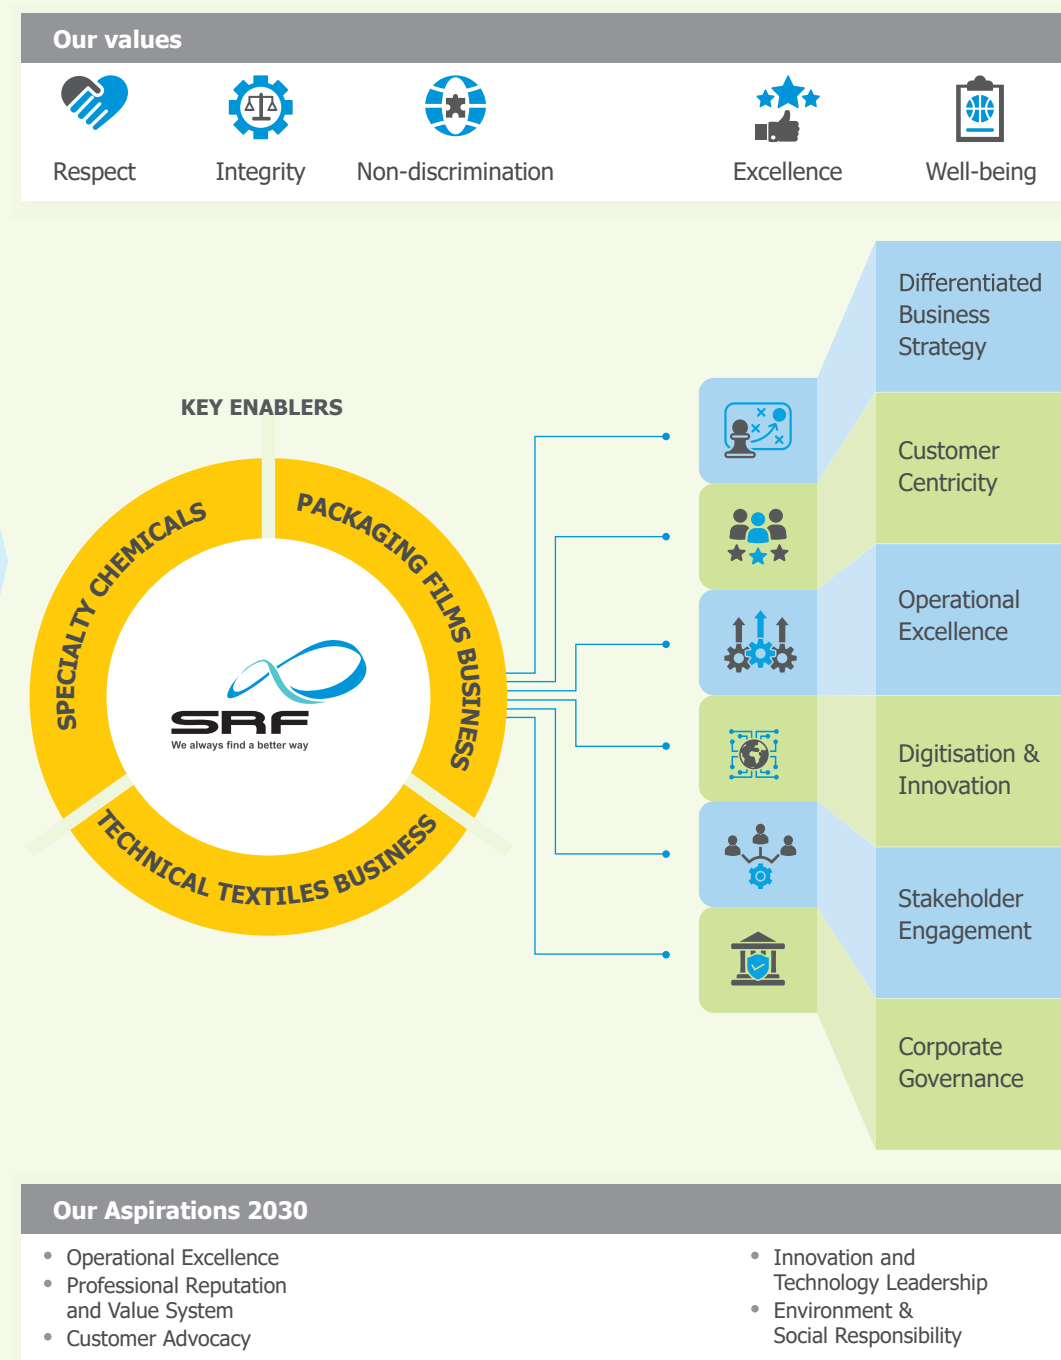 Our values
Respect
Integrity
Non-discrimination
Excellence
Well-being
KEY ENABLERS
SPECIALTY CHEMICALS
PACKAGING FILMS BUSINESS
TECHNICAL TEXTILES BUSINESS
SRF
We always find a better way
Differentiated
Business
Strategy
Customer
Centricity
Operational
Excellence
Digitisation &
Innovation
Stakeholder
Engagement
Corporate
Governance
Our Aspirations 2030
• Operational Excellence
• Professional Reputation
and Value System
• Customer Advocacy
• Innovation and
Technology Leadership
• Environment &
Social Responsibility